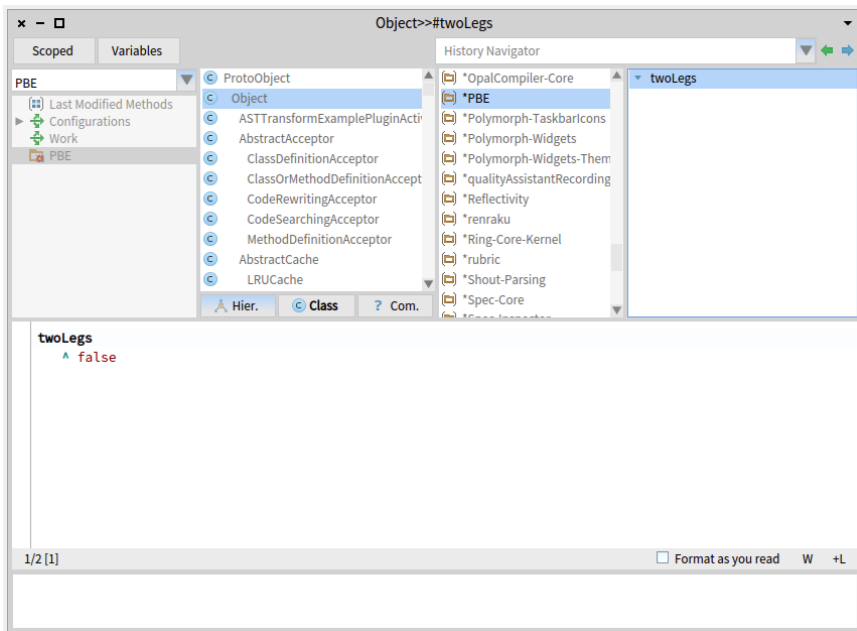 Object>>#twoLegs
Scoped
Variables
History Navigator
PBE
Last Modified Methods
Configurations
Work
PBE
ProtoObject
Object
ASTTransformExamplePluginActi
AbstractAcceptor
ClassDefinitionAcceptor
ClassOrMethodDefinitionAccept
CodeRewritingAcceptor
CodeSearchingAcceptor
MethodDefinitionAcceptor
AbstractCache
LRUCache
Hier.
Class
? Com.
*OpalCompiler-Core
*PBE
*Polymorph-TaskbarIcons
*Polymorph-Widgets
*Polymorph-Widgets-Them
*qualityAssistantRecording
*Reflectivity
*renraku
*Ring-Core-Kernel
*rubric
*Shout-Parsing
*Spec-Core
*Spec-Inspector
twoLegs
twoLegs
^ false
1/2 [1]
Format as you read
W
+L